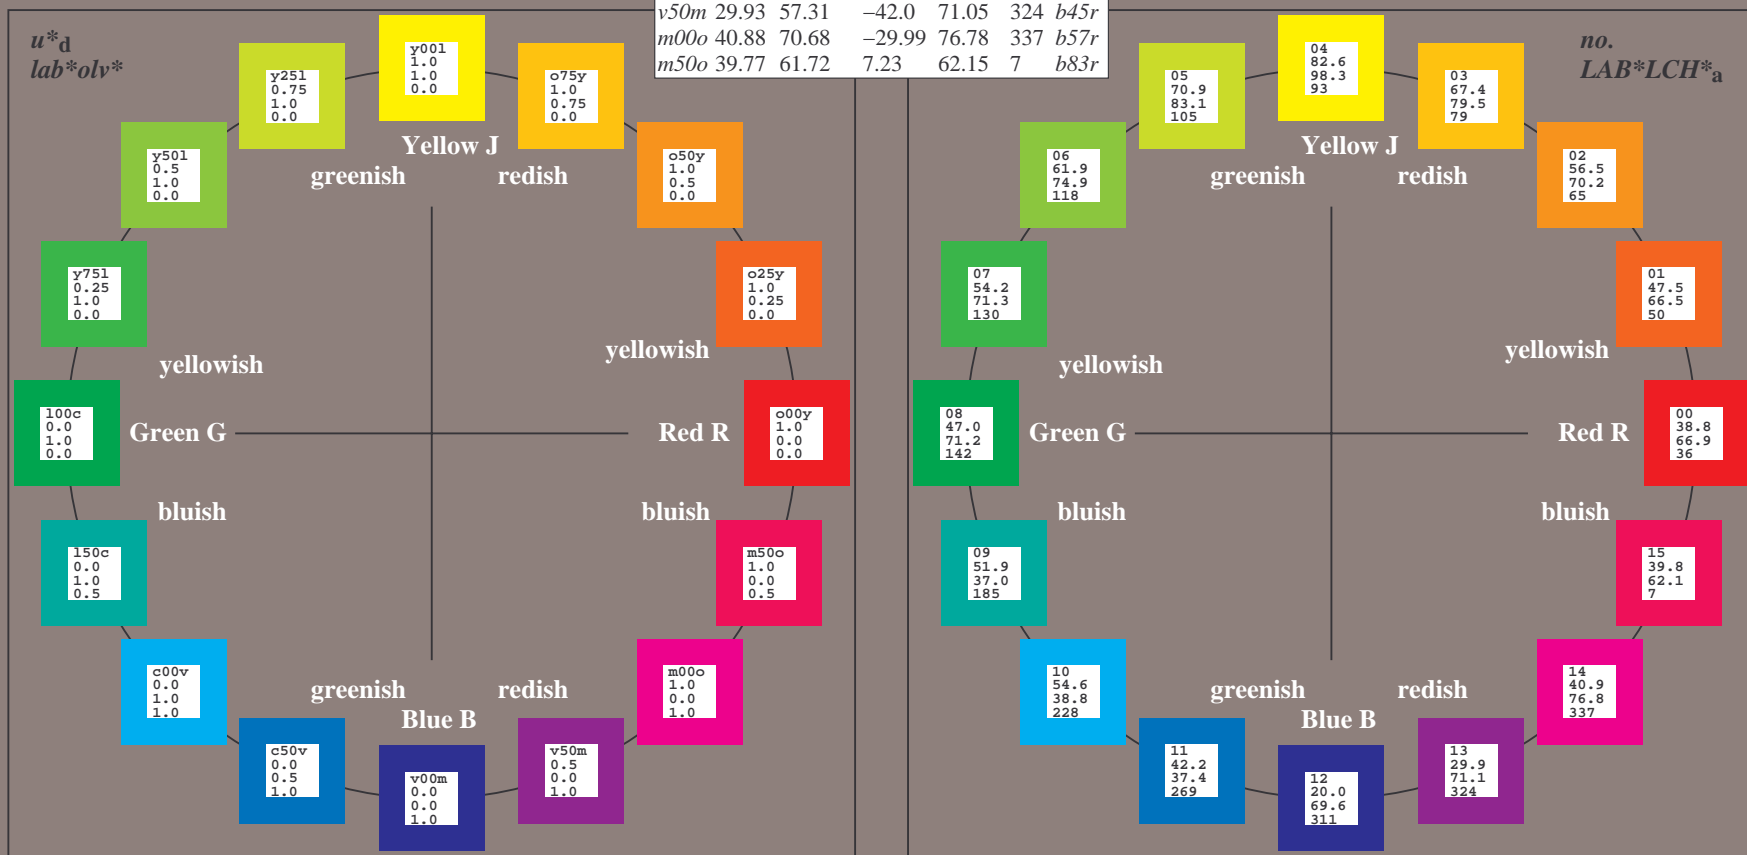 v50m 29.93 57.31 −42.0 71.05 324 b45r
m00o 40.88 70.68 −29.99 76.78 337 b57r
m50o 39.77 61.72 7.23 62.15 7 b83r
u*d
lab*olv*
y00l
1.0
1.0
0.0
y25l
0.75
1.0
0.0
o75y
1.0
0.75
0.0
y50l
0.5
1.0
0.0
o50y
1.0
0.5
0.0
Yellow J
greenish redish
y75l
0.25
1.0
0.0
o25y
1.0
0.25
0.0
yellowish
yellowish
l00c
0.0
1.0
0.0
Green G
Red R
o00y
1.0
0.0
0.0
bluish
bluish
l50c
0.0
1.0
0.5
m50o
1.0
0.0
0.5
c00v
0.0
1.0
1.0
m00o
1.0
0.0
1.0
greenish redish
Blue B
c50v
0.0
0.5
1.0
v00m
0.0
0.0
1.0
v50m
0.5
0.0
1.0
no.
LAB*LCH*a
04
82.6
98.3
93
05
70.9
83.1
105
03
67.4
79.5
79
06
61.9
74.9
118
02
56.5
70.2
65
Yellow J
greenish redish
07
54.2
71.3
130
01
47.5
66.5
50
yellowish
yellowish
08
47.0
71.2
142
Green G
Red R
00
38.8
66.9
36
bluish
bluish
09
51.9
37.0
185
15
39.8
62.1
7
10
54.6
38.8
228
14
40.9
76.8
337
greenish redish
Blue B
11
42.2
37.4
269
12
20.0
69.6
311
13
29.9
71.1
324